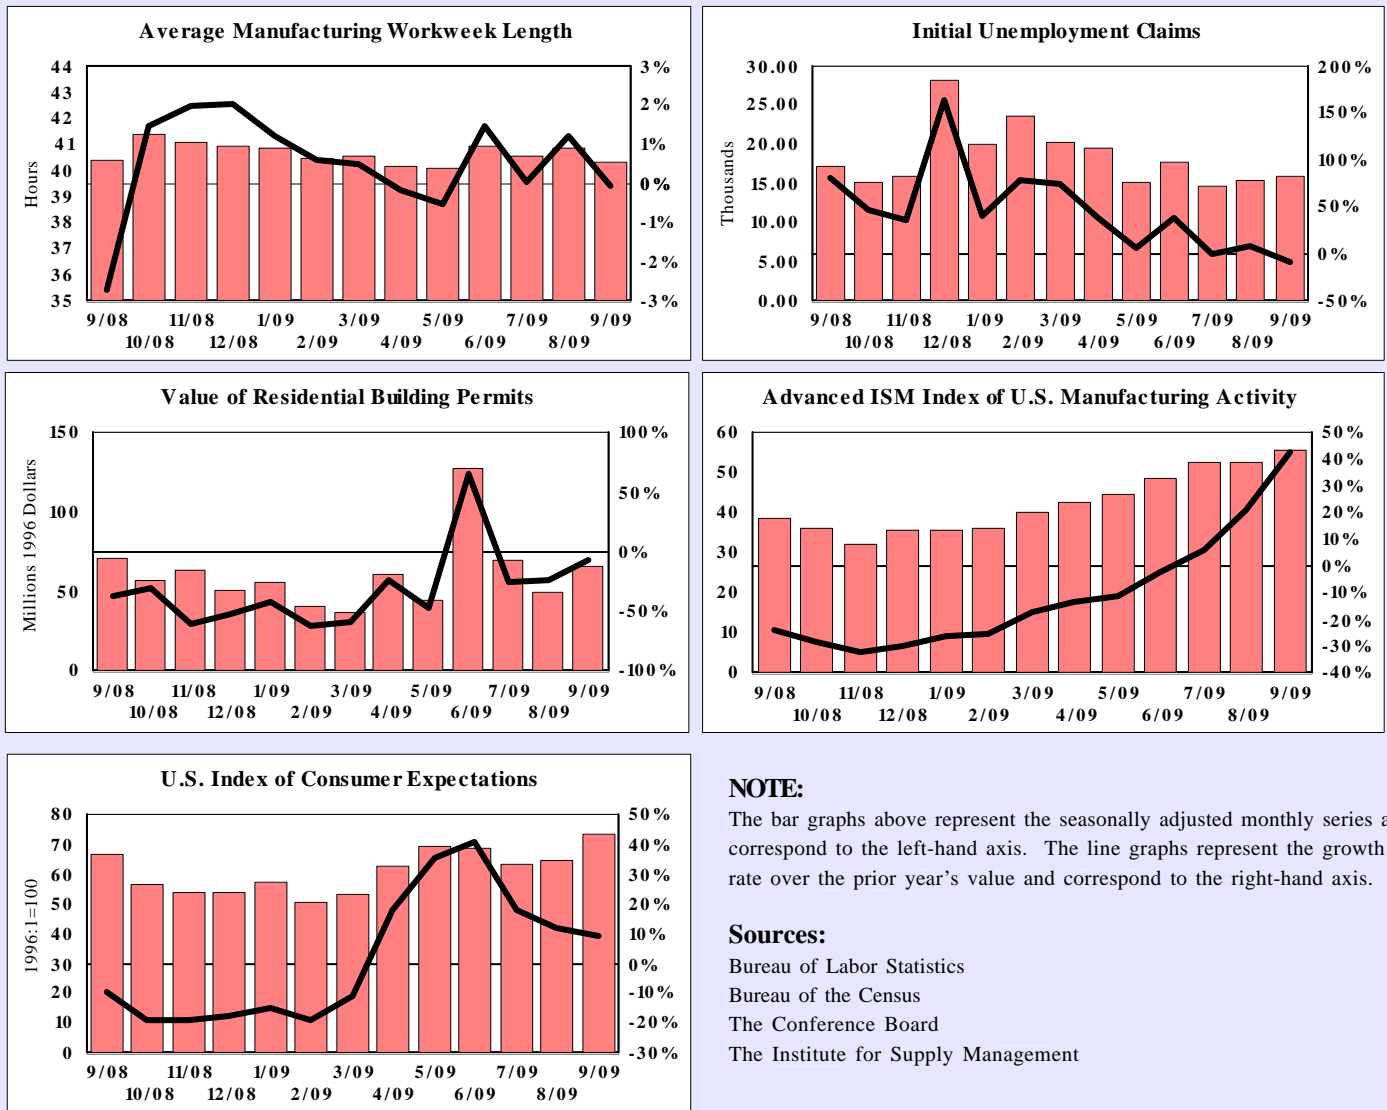 Average Manufacturing Workweek Length
44
43
42
41
40
39
38
37
36
35
Hours
3%
2%
1%
0%
-1%
-2%
-3%
9/08 11/08 1/09 3/09 5/09 7/09 9/09
10/08 12/08 2/09 4/09 6/09 8/09
Initial Unemployment Claims
30.00
25.00
20.00
15.00
10.00
5.00
0.00
Thousands
200%
150%
100%
50%
0%
-50%
9/08 11/08 1/09 3/09 5/09 7/09 9/09
10/08 12/08 2/09 4/09 6/09 8/09
Value of Residential Building Permits
150
100
50
0
Millions 1996 Dollars
100%
50%
0%
-50%
-100%
9/08 11/08 1/09 3/09 5/09 7/09 9/09
10/08 12/08 2/09 4/09 6/09 8/09
Advanced ISM Index of U.S. Manufacturing Activity
60
50
40
30
20
10
0
50%
40%
30%
20%
10%
0%
-10%
-20%
-30%
-40%
9/08 11/08 1/09 3/09 5/09 7/09 9/09
10/08 12/08 2/09 4/09 6/09 8/09
U.S. Index of Consumer Expectations
80
70
60
50
40
30
20
10
0
1996:1=100
50%
40%
30%
20%
10%
0%
-10%
-20%
-30%
9/08 11/08 1/09 3/09 5/09 7/09 9/09
10/08 12/08 2/09 4/09 6/09 8/09
NOTE:
The bar graphs above represent the seasonally adjusted monthly series
correspond to the left-hand axis. The line graphs represent the growth
rate over the prior year's value and correspond to the right-hand axis.
Sources:
Bureau of Labor Statistics
Bureau of the Census
The Conference Board
The Institute for Supply Management